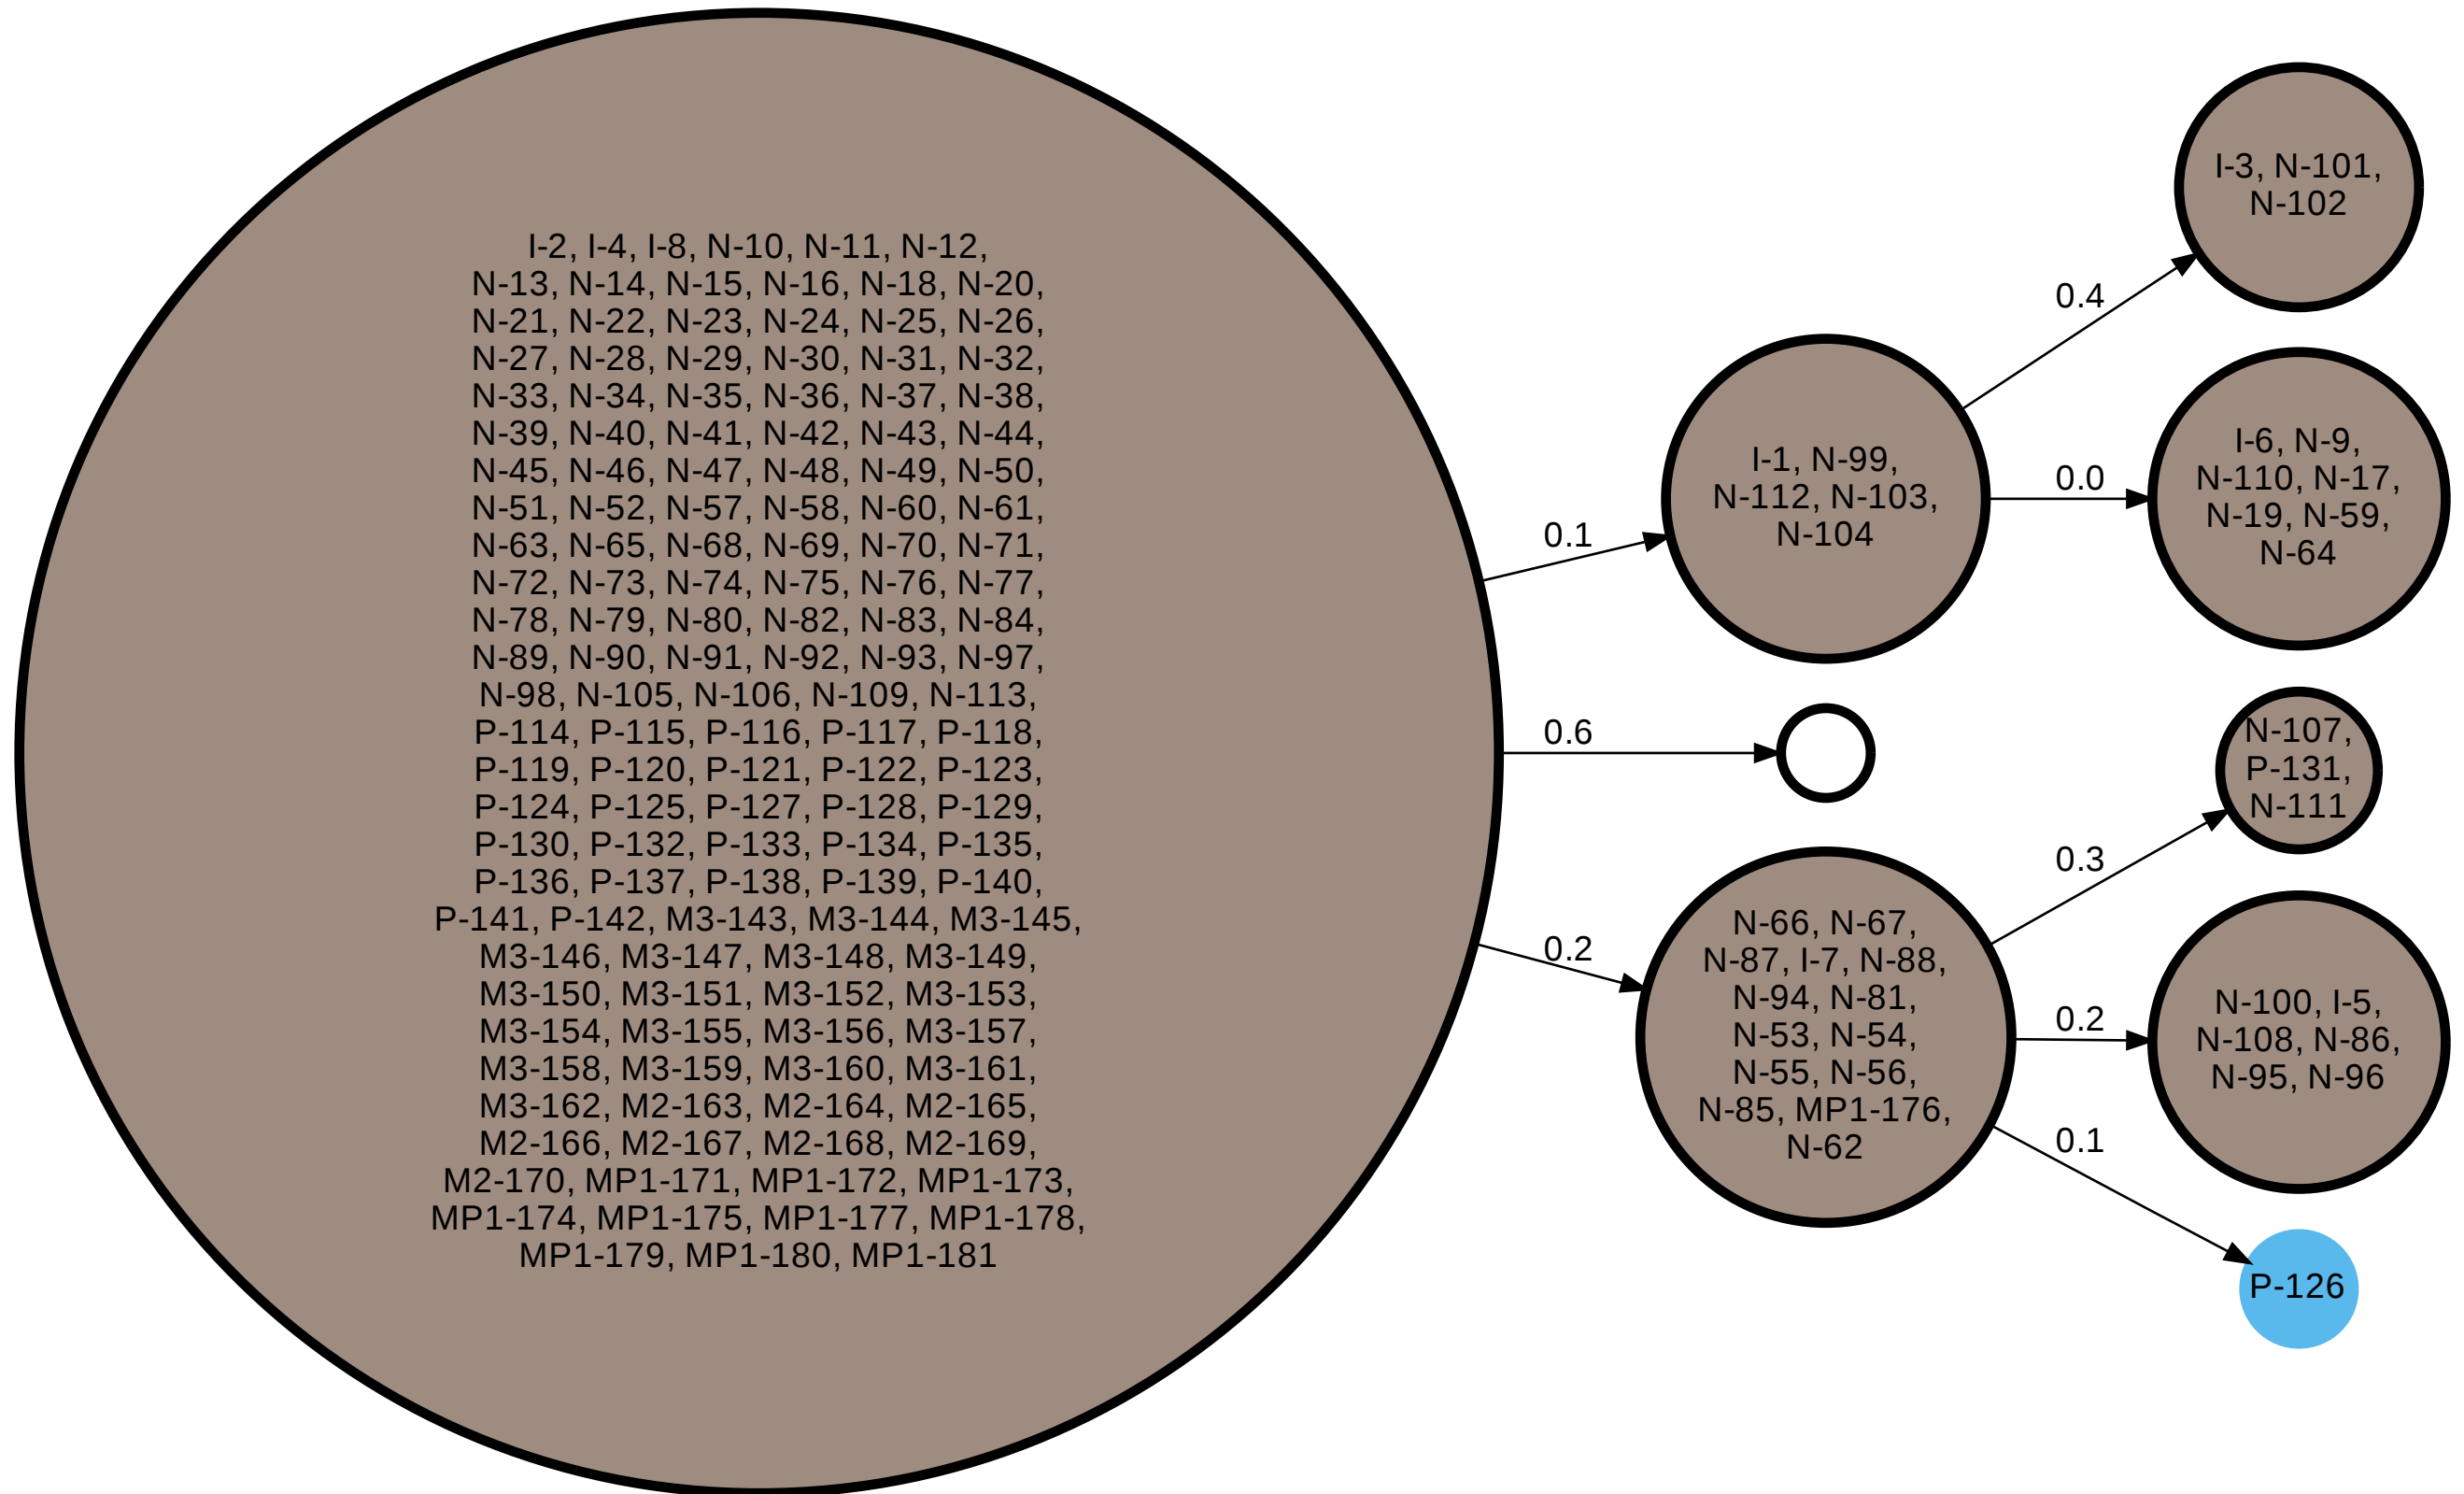 I-2, I-4, I-8, N-10, N-11, N-12,
N-13, N-14, N-15, N-16, N-18, N-20,
N-21, N-22, N-23, N-24, N-25, N-26,
N-27, N-28, N-29, N-30, N-31, N-32,
N-33, N-34, N-35, N-36, N-37, N-38,
N-39, N-40, N-41, N-42, N-43, N-44,
N-45, N-46, N-47, N-48, N-49, N-50,
N-51, N-52, N-57, N-58, N-60, N-61,
N-63, N-65, N-68, N-69, N-70, N-71,
N-72, N-73, N-74, N-75, N-76, N-77,
N-78, N-79, N-80, N-82, N-83, N-84,
N-89, N-90, N-91, N-92, N-93, N-97,
N-98, N-105, N-106, N-109, N-113,
P-114, P-115, P-116, P-117, P-118,
P-119, P-120, P-121, P-122, P-123,
P-124, P-125, P-127, P-128, P-129,
P-130, P-132, P-133, P-134, P-135,
P-136, P-137, P-138, P-139, P-140,
P-141, P-142, M3-143, M3-144, M3-145,
M3-146, M3-147, M3-148, M3-149,
M3-150, M3-151, M3-152, M3-153,
M3-154, M3-155, M3-156, M3-157,
M3-158, M3-159, M3-160, M3-161,
M3-162, M2-163, M2-164, M2-165,
M2-166, M2-167, M2-168, M2-169,
M2-170, MP1-171, MP1-172, MP1-173,
MP1-174, MP1-175, MP1-177, MP1-178,
MP1-179, MP1-180, MP1-181
0.1
0.6
0.2
I-1, N-99,
N-112, N-103,
N-104
N-66, N-67,
N-87, I-7, N-88,
N-94, N-81,
N-53, N-54,
N-55, N-56,
N-85, MP1-176,
N-62
0.4
0.0
0.3
0.2
0.1
I-3, N-101,
N-102
I-6, N-9,
N-110, N-17,
N-19, N-59,
N-64
N-107,
P-131,
N-111
N-100, I-5,
N-108, N-86,
N-95, N-96
P-126